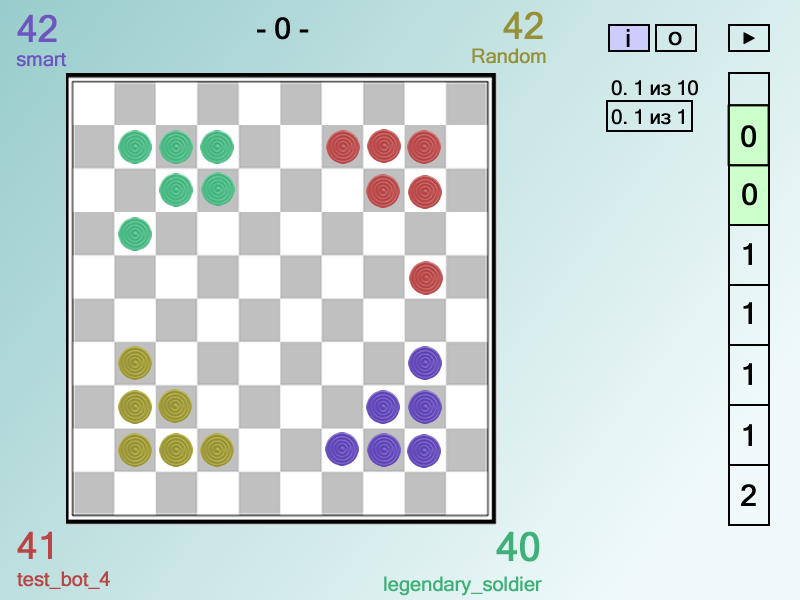 42
smart
- 0 -
42
Random
i
o
0. 1 из 10
0. 1 из 1
0
0
1
1
1
1
2
41
test_bot_4
40
legendary_soldier